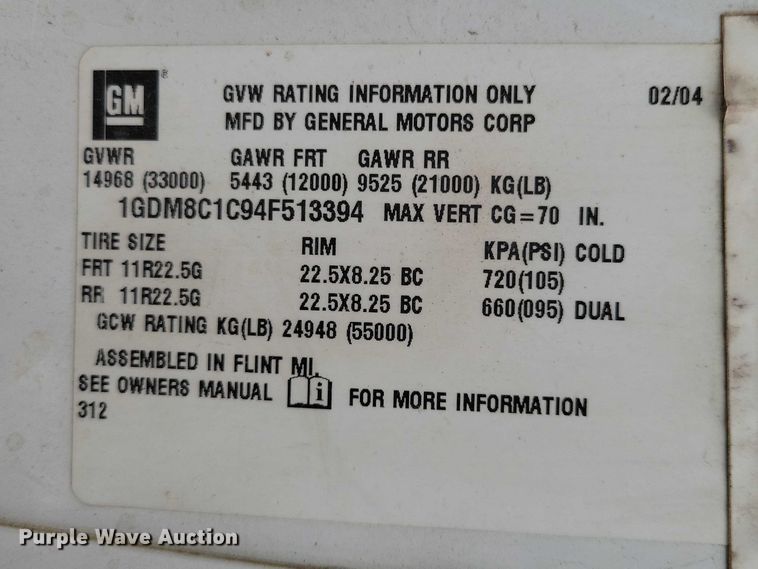 GM ®
GVW RATING INFORMATION ONLY 02/04
MFD BY GENERAL MOTORS CORP
GVWR GAWR FRT GAWR RR
14968 (33000) 5443 (12000) 9525 (21000) KG(LB)
1GDM8C1C94F513394 MAX VERT CG=70 IN.
TIRE SIZE RIM KPA(PSI) COLD
FRT 11R22.5G 22.5X8.25 BC 720(105)
RR 11R22.5G 22.5X8.25 BC 660(095) DUAL
GCW RATING KG(LB) 24948 (55000)
ASSEMBLED IN FLINT MI.
SEE OWNERS MANUAL i FOR MORE INFORMATION
312
Purple Wave Auction